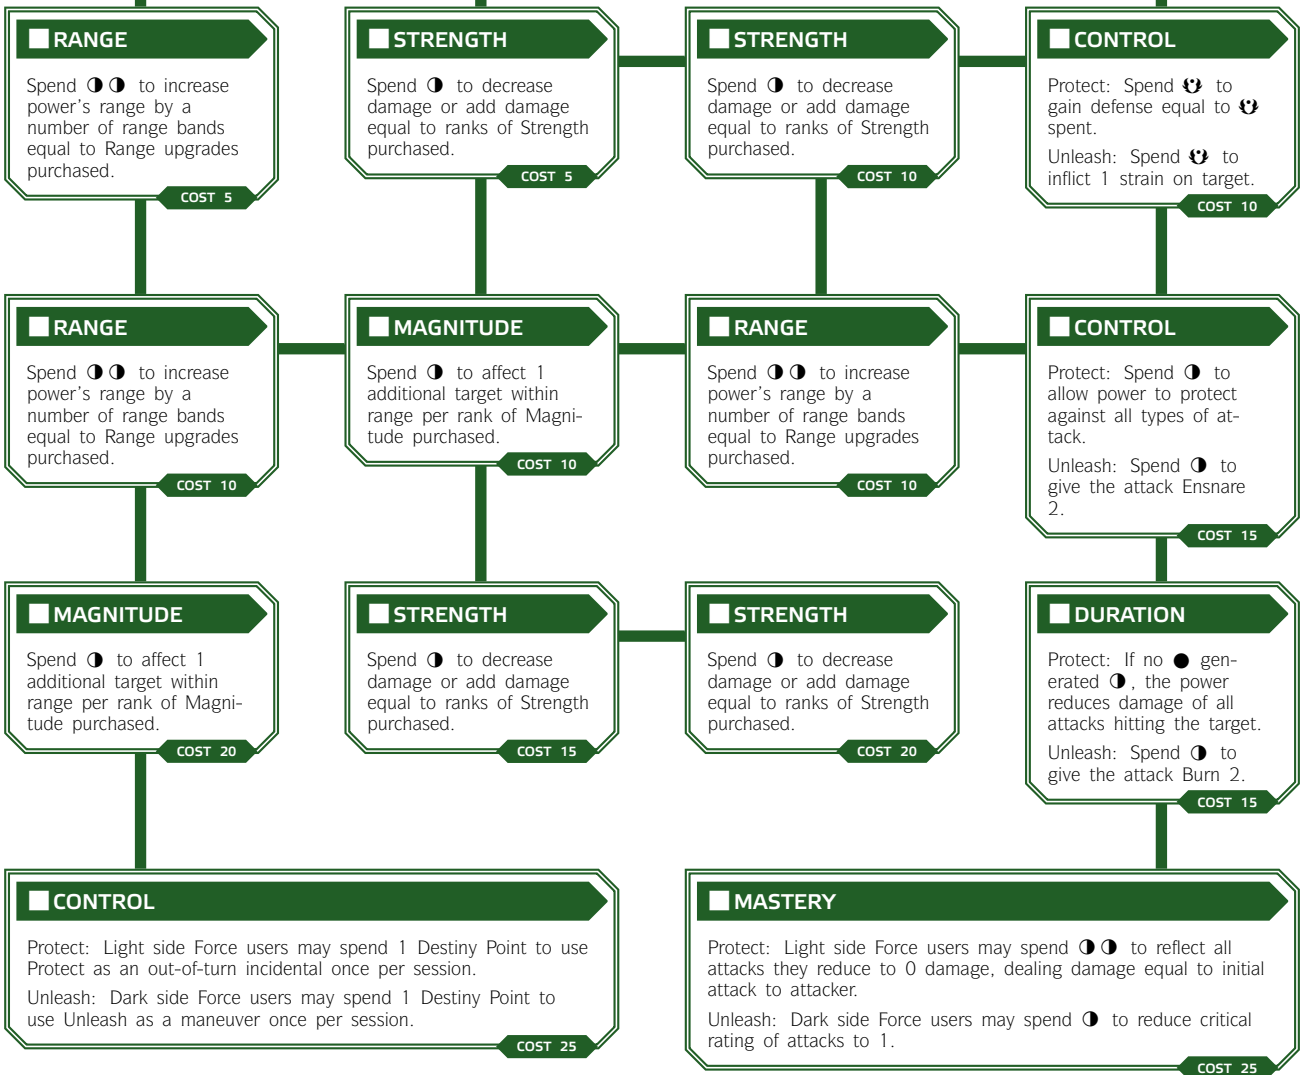 RANGE
Spend ◑◑ to increase
power's range by a
number of range bands
equal to Range upgrades
purchased.
COST 5
STRENGTH
Spend ◑ to decrease
damage or add damage
equal to ranks of Strength
purchased.
COST 5
STRENGTH
Spend ◑ to decrease
damage or add damage
equal to ranks of Strength
purchased.
COST 10
CONTROL
Protect: Spend to
gain defense equal to
spent.
Unleash: Spend to
inflict 1 strain on target.
COST 10
RANGE
Spend ◑◑ to increase
power's range by a
number of range bands
equal to Range upgrades
purchased.
COST 10
MAGNITUDE
Spend ◑ to affect 1
additional target within
range per rank of Magni-
tude purchased.
COST 10
RANGE
Spend ◑◑ to increase
power's range by a
number of range bands
equal to Range upgrades
purchased.
COST 10
CONTROL
Protect: Spend ◑ to
allow power to protect
against all types of at-
tack.
Unleash: Spend ◑ to
give the attack Ensnare
2.
COST 15
MAGNITUDE
Spend ◑ to affect 1
additional target within
range per rank of Magni-
tude purchased.
COST 20
STRENGTH
Spend ◑ to decrease
damage or add damage
equal to ranks of Strength
purchased.
COST 15
STRENGTH
Spend ◑ to decrease
damage or add damage
equal to ranks of Strength
purchased.
COST 20
DURATION
Protect: If no ● gen-
erated ◑, the power
reduces damage of all
attacks hitting the target.
Unleash: Spend ◑ to
give the attack Burn 2.
COST 15
CONTROL
Protect: Light side Force users may spend 1 Destiny Point to use
Protect as an out-of-turn incidental once per session.
Unleash: Dark side Force users may spend 1 Destiny Point to
use Unleash as a maneuver once per session.
COST 25
MASTERY
Protect: Light side Force users may spend ◑◑ to reflect all
attacks they reduce to 0 damage, dealing damage equal to initial
attack to attacker.
Unleash: Dark side Force users may spend ◑ to reduce critical
rating of attacks to 1.
COST 25